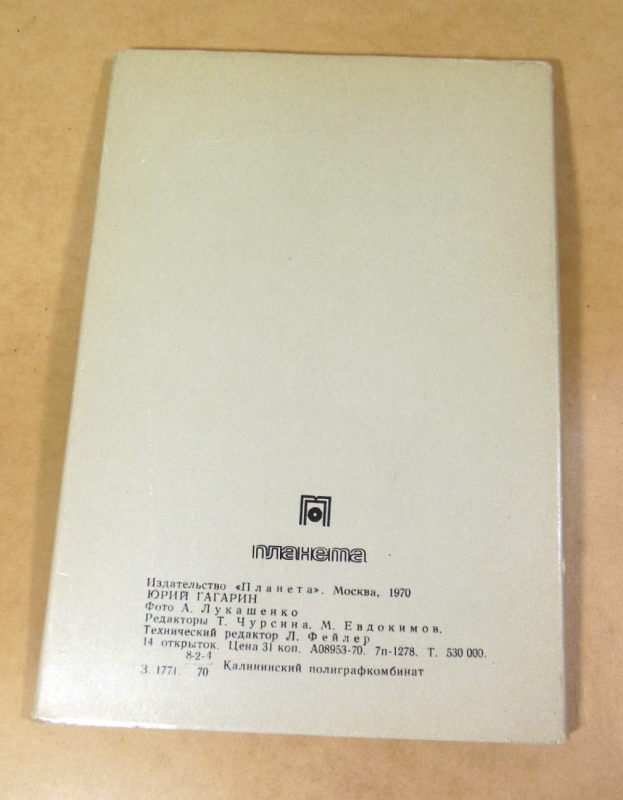 планета
Издательство «Планета». Москва, 1970
ЮРИЙ ГАГАРИН
Фото А. Лукашенко
Редакторы Т. Чурсина, М. Евдокимов.
Технический редактор Л. Фейлер
14 открыток. Цена 31 коп. А08953-70. 7п-1278. Т. 530 000.
8-2-4
З. 1771. 70 Калининский полиграфкомбинат